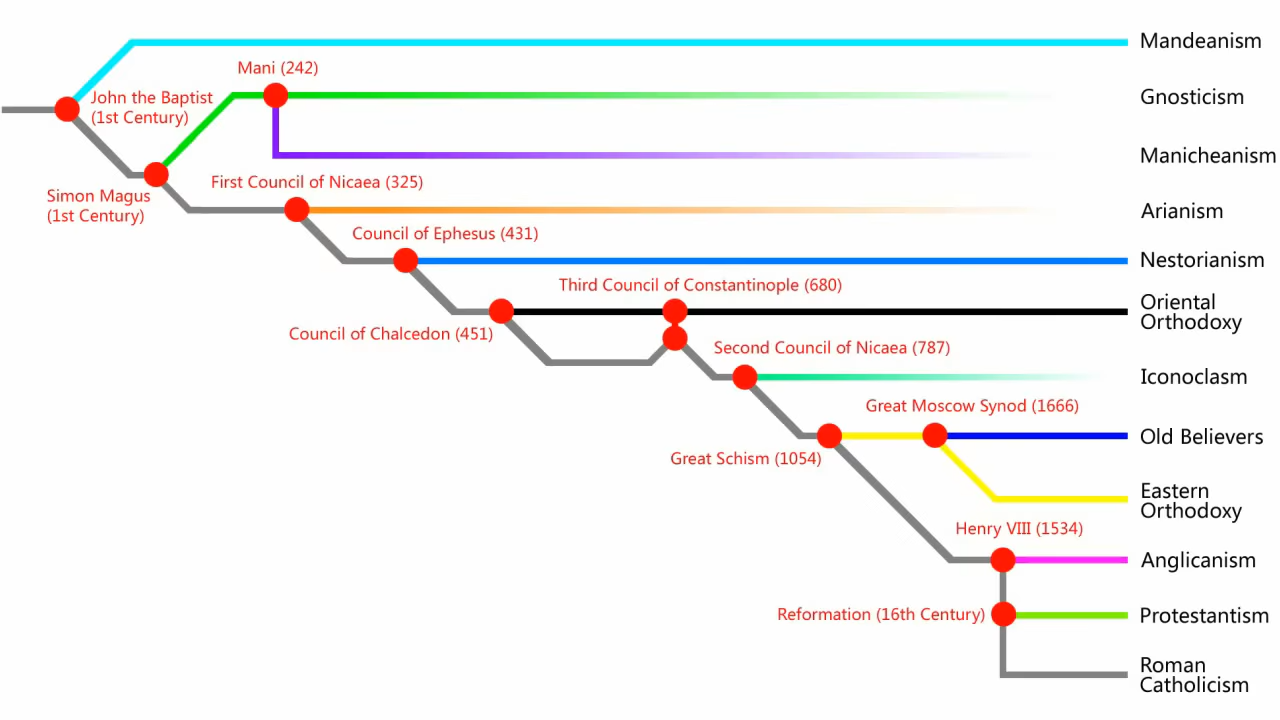 Mandeanism
Mani (242)
John the Baptist
(1st Century)
Gnosticism
Manicheanism
Simon Magus
(1st Century)
First Council of Nicaea (325)
Arianism
Council of Ephesus (431)
Nestorianism
Third Council of Constantinople (680)
Oriental
Orthodoxy
Council of Chalcedon (451)
Second Council of Nicaea (787)
Iconoclasm
Great Moscow Synod (1666)
Old Believers
Great Schism (1054)
Eastern
Orthodoxy
Henry VIII (1534)
Anglicanism
Reformation (16th Century)
Protestantism
Roman
Catholicism